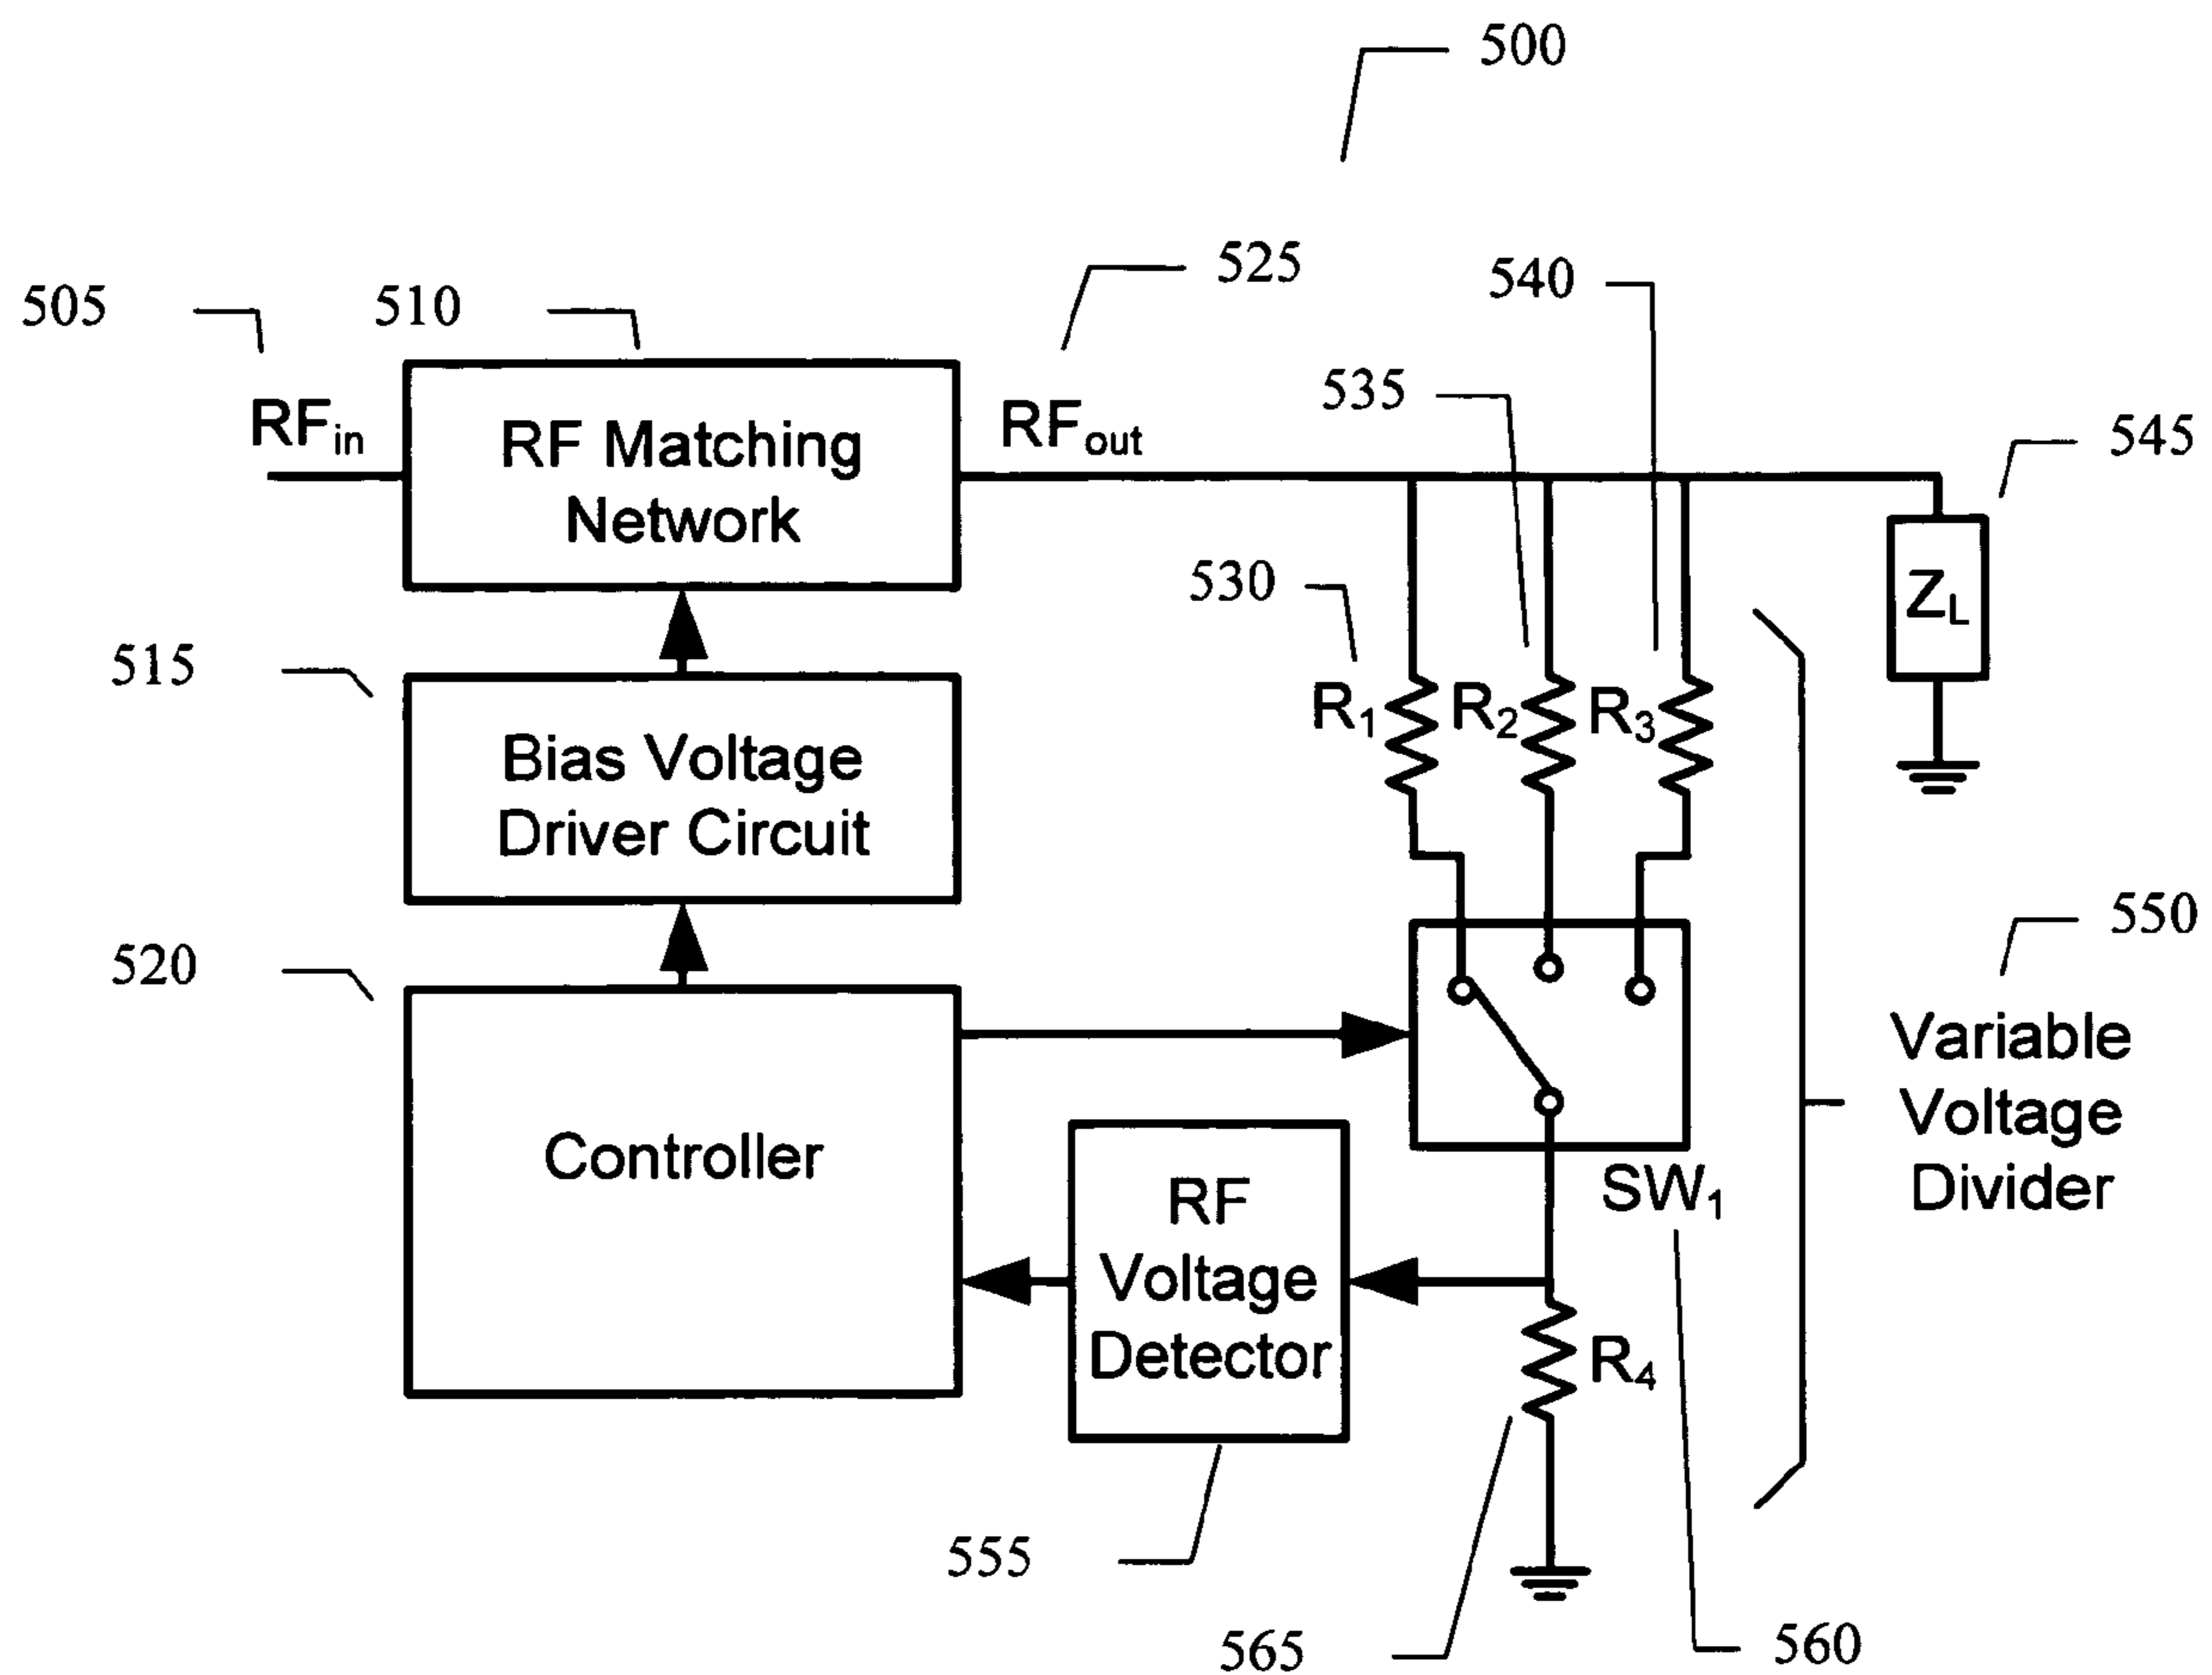 500
525
540
505
510
535
545
RFin
RFout
RF Matching
Network
530
ZL
515
R1
R2
R3
Bias Voltage
Driver Circuit
550
520
Variable
Voltage
Divider
Controller
SW1
RF
Voltage
Detector
R4
555
565
560